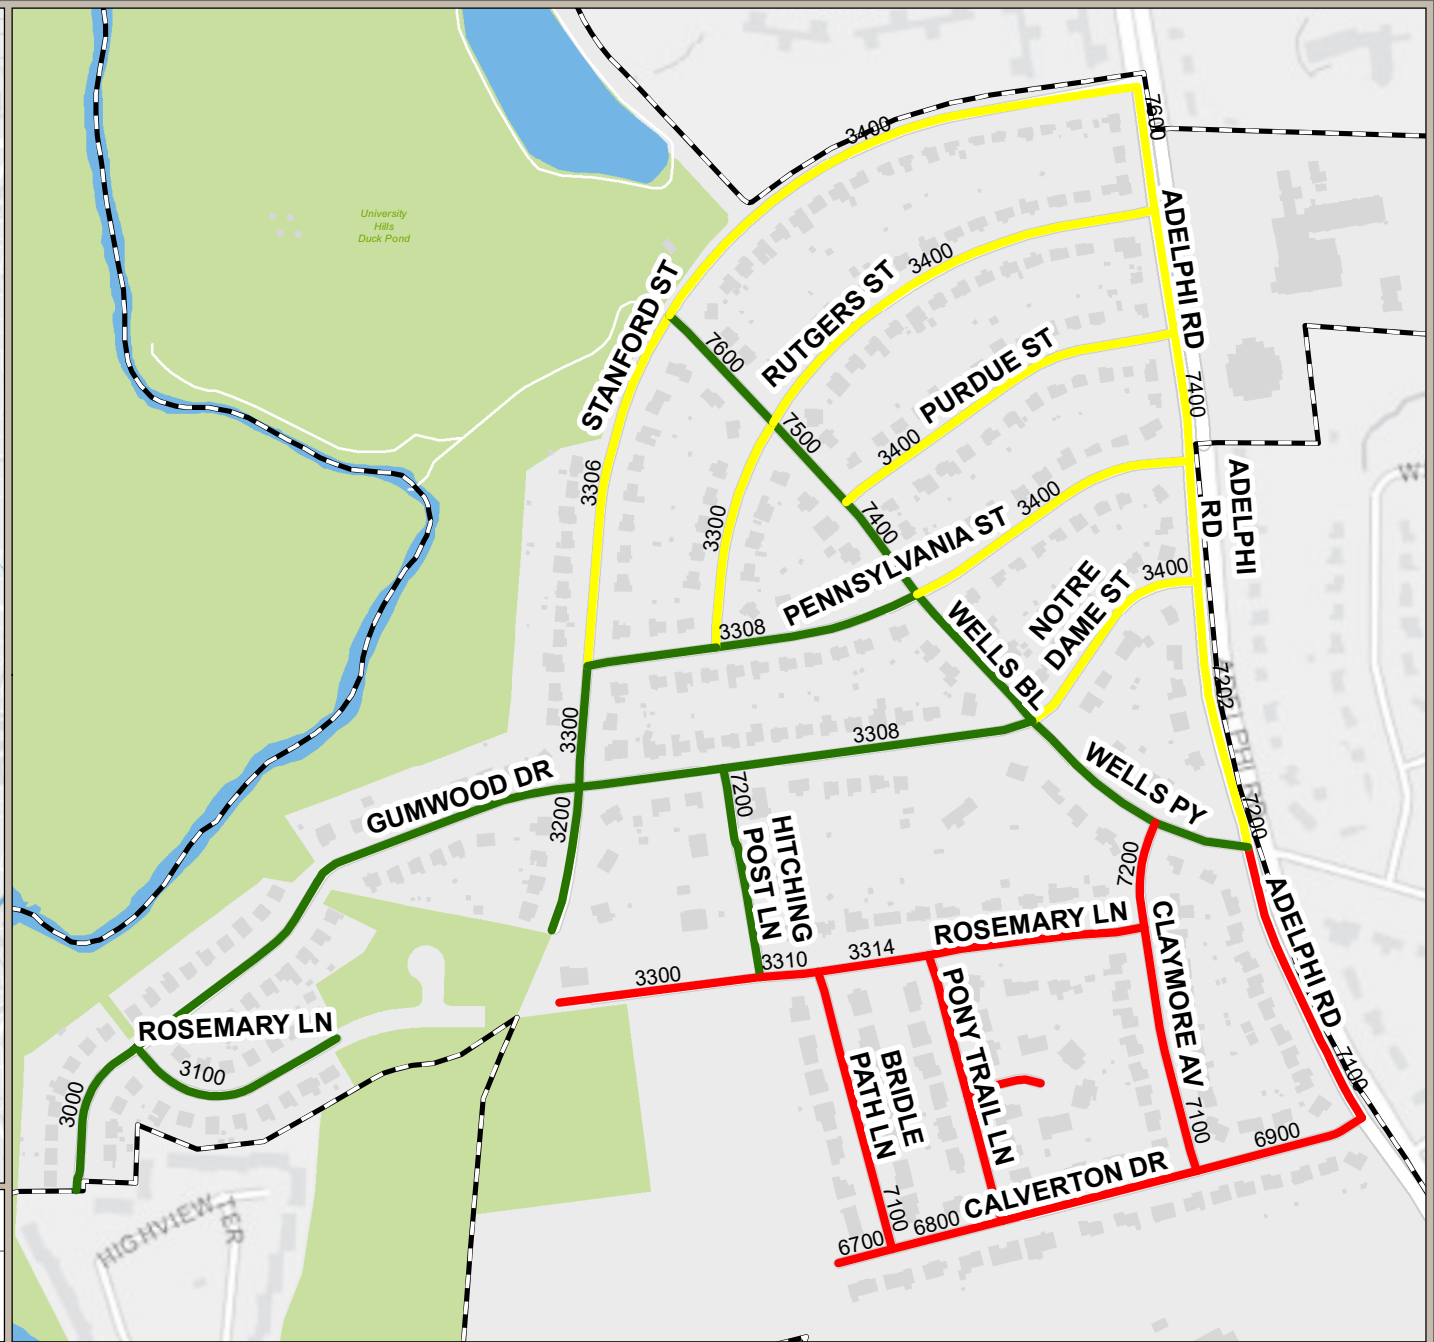 7600
3400
University
Hills
Duck Pond
ADELPHI RD
STANFORD ST
RUTGERS ST
3400
7600
PURDUE ST
7400
7500
3400
3306
ADELPHI
RD
3400
7400
3300
PENNSYLVANIA ST
NOTRE
DAME ST
3400
3308
WELLS BL
7202
3300
3308
GUMWOOD DR
WELLS PY
7200
3200
7200
HITCHING
POST LN
7200
ADELPHI RD
ROSEMARY LN
CLAYMORE AV
3314
3310
3300
PONY TRAIL LN
ROSEMARY LN
3100
3000
BRIDLE
PATH LN
7100
7100
6900
CALVERTON DR
7100
6800
6700
HIGHVIEW
TER